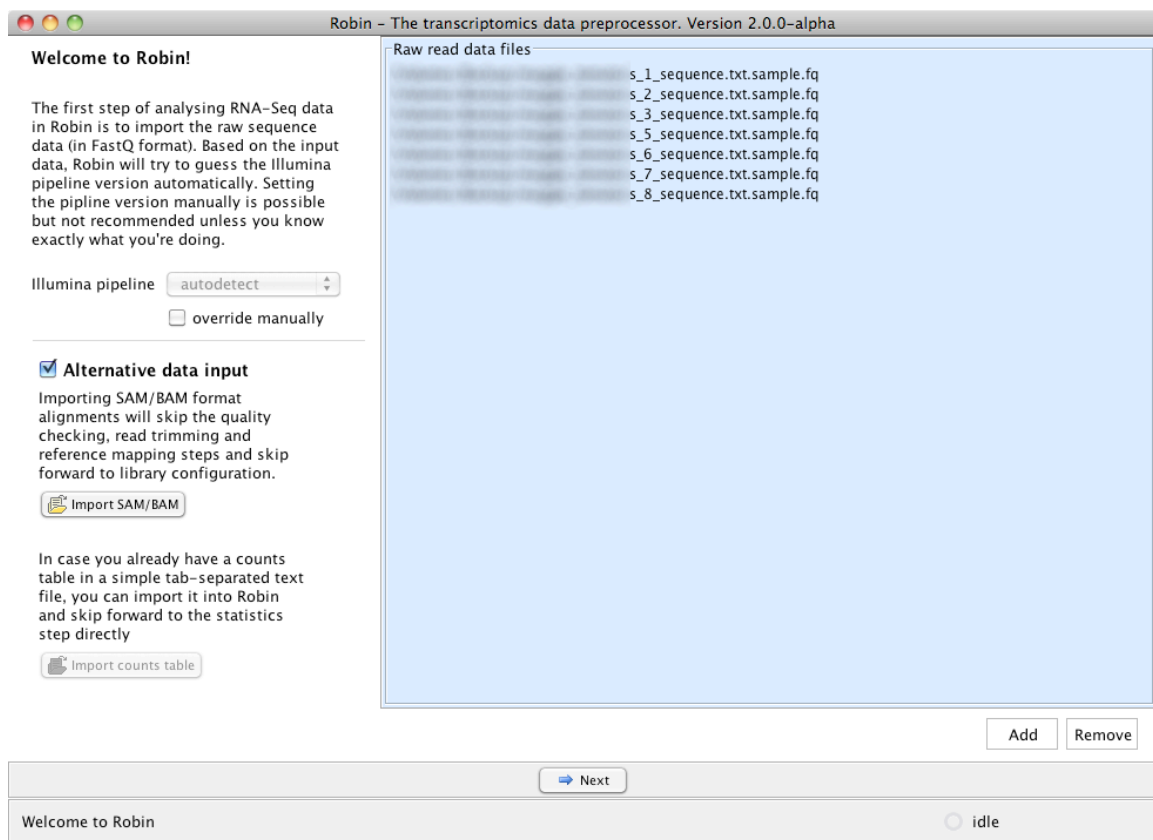 Robin – The transcriptomics data preprocessor. Version 2.0.0-alpha
Welcome to Robin!
The first step of analysing RNA-Seq data
in Robin is to import the raw sequence
data (in FastQ format). Based on the input
data, Robin will try to guess the Illumina
pipeline version automatically. Setting
the pipline version manually is possible
but not recommended unless you know
exactly what you're doing.
Illumina pipeline autodetect
override manually
Alternative data input
Importing SAM/BAM format
alignments will skip the quality
checking, read trimming and
reference mapping steps and skip
forward to library configuration.
Import SAM/BAM
In case you already have a counts
table in a simple tab-separated text
file, you can import it into Robin
and skip forward to the statistics
step directly
Import counts table
Raw read data files
s_1_sequence.txt.sample.fq
s_2_sequence.txt.sample.fq
s_3_sequence.txt.sample.fq
s_5_sequence.txt.sample.fq
s_6_sequence.txt.sample.fq
s_7_sequence.txt.sample.fq
s_8_sequence.txt.sample.fq
Add Remove
Next
Welcome to Robin idle